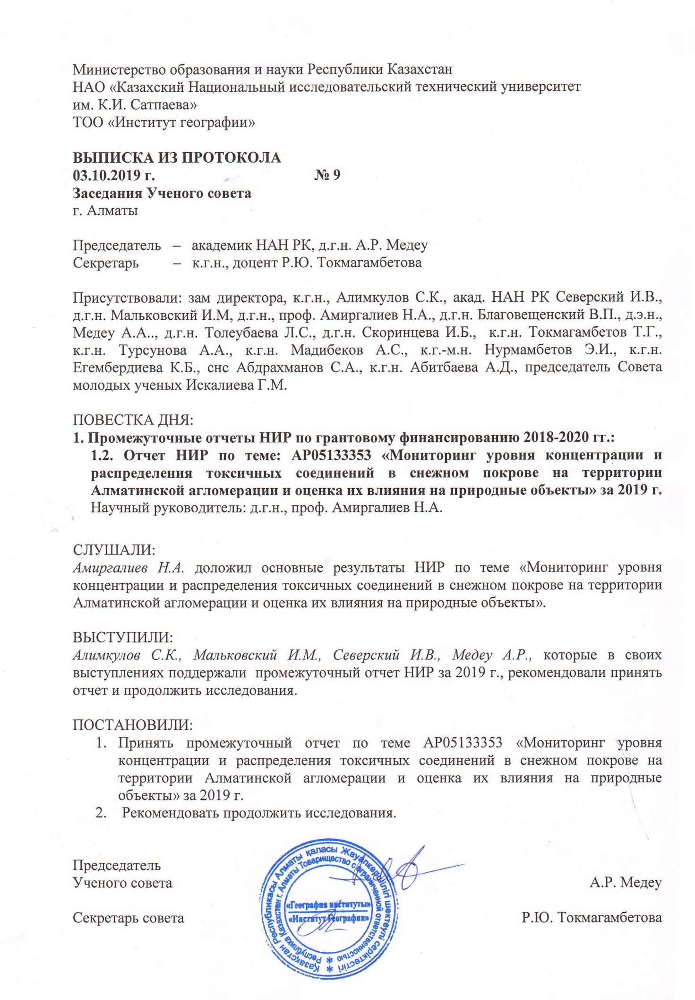 Министерство образования и науки Республики Казахстан
НАО «Казахский Национальный исследовательский технический университет
им. К.И. Сатпаева»
ТОО «Институт географии»
ВЫПИСКА ИЗ ПРОТОКОЛА
03.10.2019 г. № 9
Заседания Ученого совета
г. Алматы
Председатель – академик НАН РК, д.г.н. А.Р. Медеу
Секретарь – к.г.н., доцент Р.Ю. Токмагамбетова
Присутствовали: зам директора, к.г.н., Алимкулов С.К., акад. НАН РК Северский И.В.,
д.г.н. Мальковский И.М, д.г.н., проф. Амиргалиев Н.А., д.г.н. Благовещенский В.П., д.э.н.,
Медеу А.А.., д.г.н. Толеубаева Л.С., д.г.н. Скоринцева И.Б., к.г.н. Токмагамбетов Т.Г.,
к.г.н. Турсунова А.А., к.г.н. Мадибеков А.С., к.г.-м.н. Нурмамбетов Э.И., к.г.н.
Егембердиева К.Б., снс Абдрахманов С.А., к.г.н. Абитбаева А.Д., председатель Совета
молодых ученых Искалиева Г.М.
ПОВЕСТКА ДНЯ:
1. Промежуточные отчеты НИР по грантовому финансированию 2018-2020 гг.:
1.2. Отчет НИР по теме: АР05133353 «Мониторинг уровня концентрации и
распределения токсичных соединений в снежном покрове на территории
Алматинской агломерации и оценка их влияния на природные объекты» за 2019 г.
Научный руководитель: д.г.н., проф. Амиргалиев Н.А.
СЛУШАЛИ:
Амиргалиев Н.А. доложил основные результаты НИР по теме «Мониторинг уровня
концентрации и распределения токсичных соединений в снежном покрове на территории
Алматинской агломерации и оценка их влияния на природные объекты».
ВЫСТУПИЛИ:
Алимкулов С.К., Мальковский И.М., Северский И.В., Медеу А.Р., которые в своих
выступлениях поддержали промежуточный отчет НИР за 2019 г., рекомендовали принять
отчет и продолжить исследования.
ПОСТАНОВИЛИ:
1. Принять промежуточный отчет по теме АР05133353 «Мониторинг уровня
концентрации и распределения токсичных соединений в снежном покрове на
территории Алматинской агломерации и оценка их влияния на природные
объекты» за 2019 г.
2. Рекомендовать продолжить исследования.
Председатель
Ученого совета А.Р. Медеу
Секретарь совета Р.Ю. Токмагамбетова
Қазақстан Республикасы Алматы қаласы Жауапкершілігі шектеулі серіктестігі
Республика Казахстан г. Алматы Товарищество с ограниченной ответственностью
«География институты»
«Институт Географии»